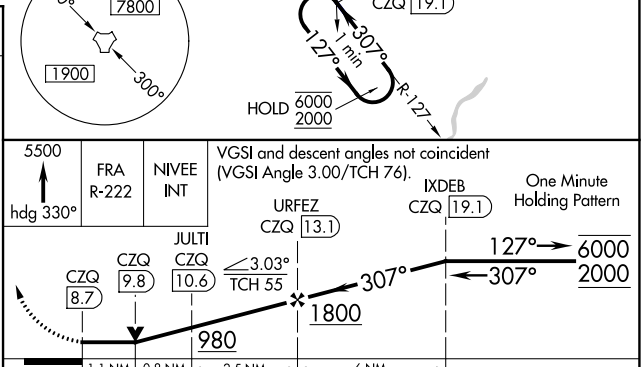 7800
CZQ 19.1
1900
300°
127°
1 min
307°
HOLD 6000
2000
R-127
5500
hdg 330°
FRA
R-222
NIVEE
INT
VGSI and descent angles not coincident
(VGSI Angle 3.00/TCH 76).
IXDEB
CZQ 19.1
One Minute
Holding Pattern
URFEZ
CZQ 13.1
127°
6000
307°
2000
JULTI
CZQ
10.6
CZQ
9.8
CZQ
8.7
3.03°
TCH 55
307°
1800
980
1.1 NM
0.8 NM
2.5 NM
6 NM